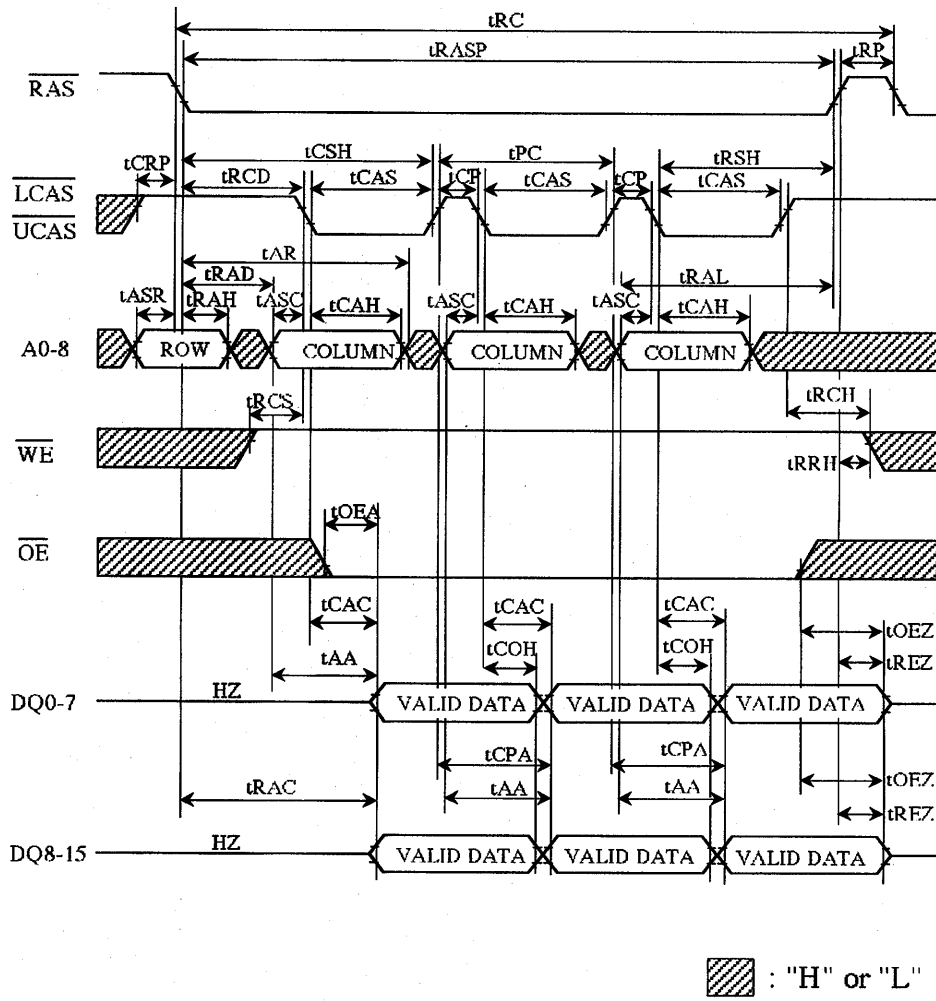 tRC
tRASP
tRP
RAS
tCSH
tPC
tRSH
tCRP
tRCD
tCAS
tCP
tCAS
tCP
tCAS
LCAS
UCAS
tAR
tRAD
tRAL
tASR
tRAH
tASC
tCAH
tASC
tCAH
tASC
tCAH
A0-8
ROW
COLUMN
COLUMN
COLUMN
tRCS
tRCH
WE
tRRH
tOEA
OE
tCAC
tCAC
tCAC
tOEZ
tAA
tCOH
tCOH
tREZ
DQ0-7
HZ
VALID DATA
VALID DATA
VALID DATA
tCPA
tCPA
tOEZ
tRAC
tAA
tAA
tREZ
DQ8-15
HZ
VALID DATA
VALID DATA
VALID DATA
: "H" or "L"